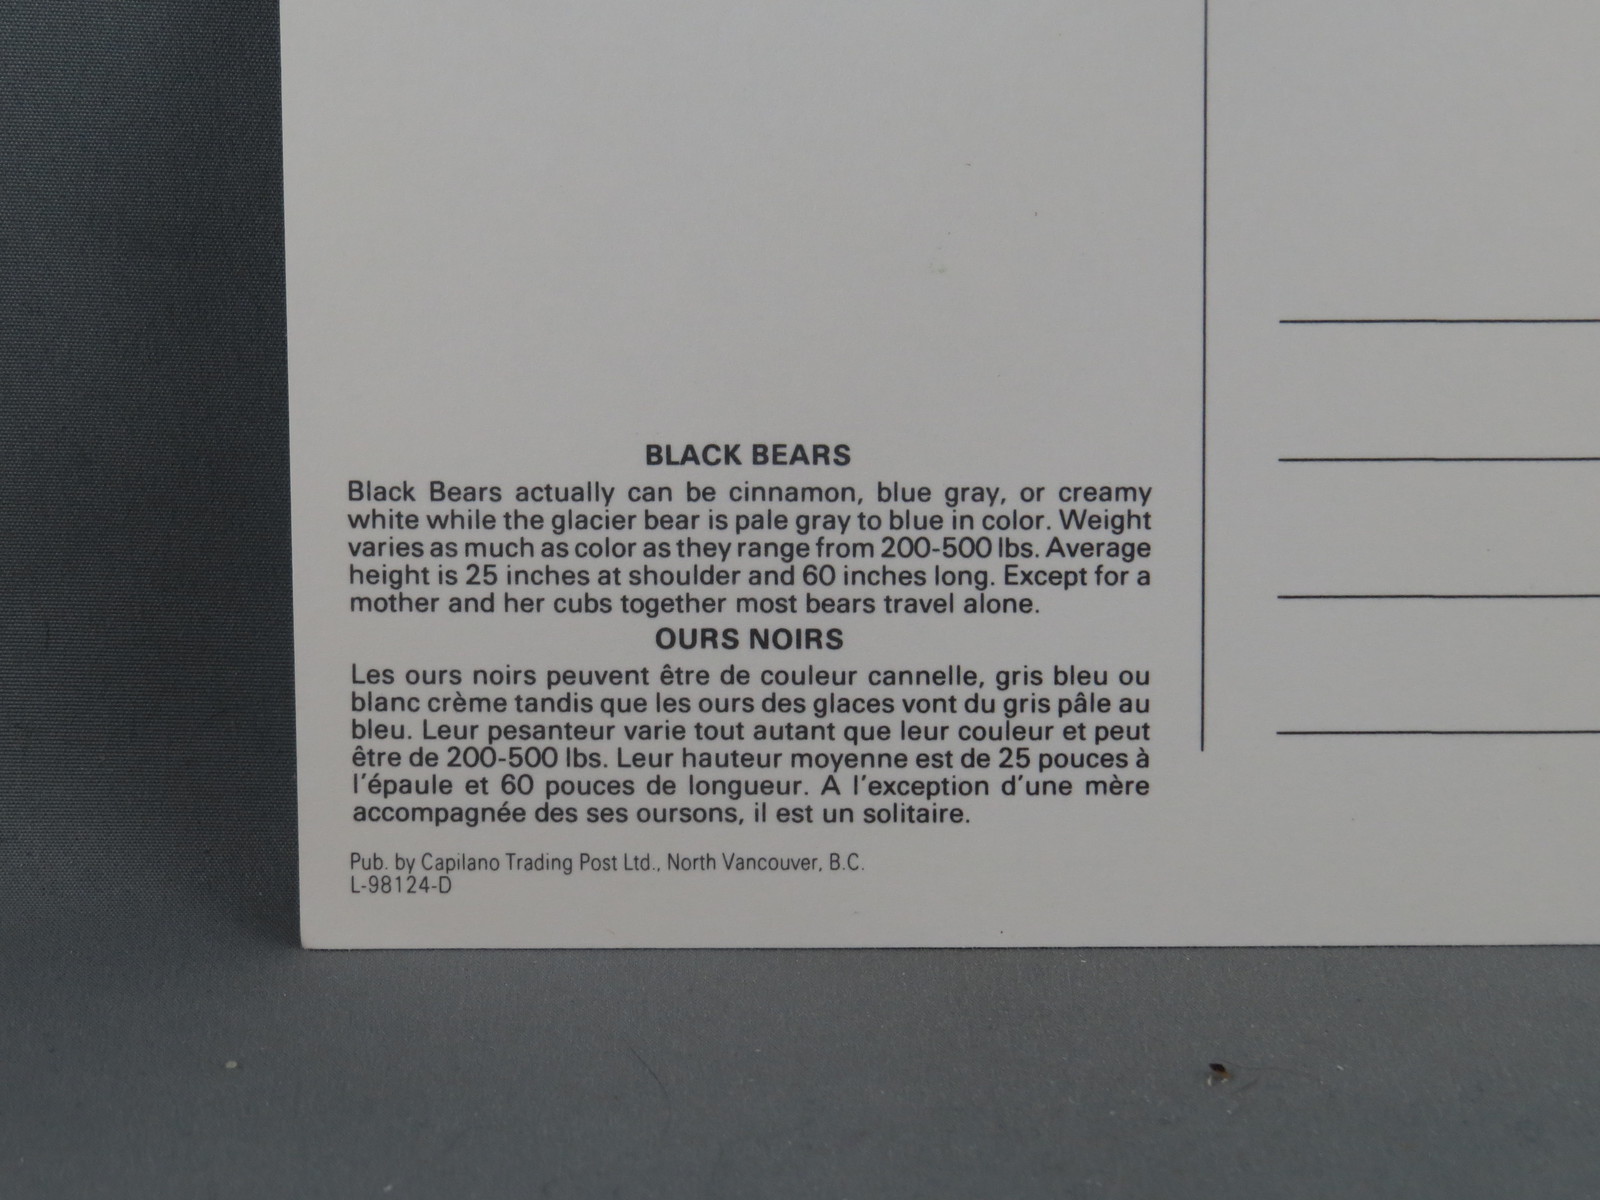 BLACK BEARS
Black Bears actually can be cinnamon, blue gray, or creamy
white while the glacier bear is pale gray to blue in color. Weight
varies as much as color as they range from 200-500 lbs. Average
height is 25 inches at shoulder and 60 inches long. Except for a
mother and her cubs together most bears travel alone.
OURS NOIRS
Les ours noirs peuvent être de couleur cannelle, gris bleu ou
blanc crème tandis que les ours des glaces vont du gris pâle au
bleu. Leur pesanteur varie tout autant que leur couleur et peut
être de 200-500 lbs. Leur hauteur moyenne est de 25 pouces à
l'épaule et 60 pouces de longueur. A l'exception d'une mère
accompagnée des ses oursons, il est un solitaire.
Pub. by Capilano Trading Post Ltd., North Vancouver, B.C.
L-98124-D